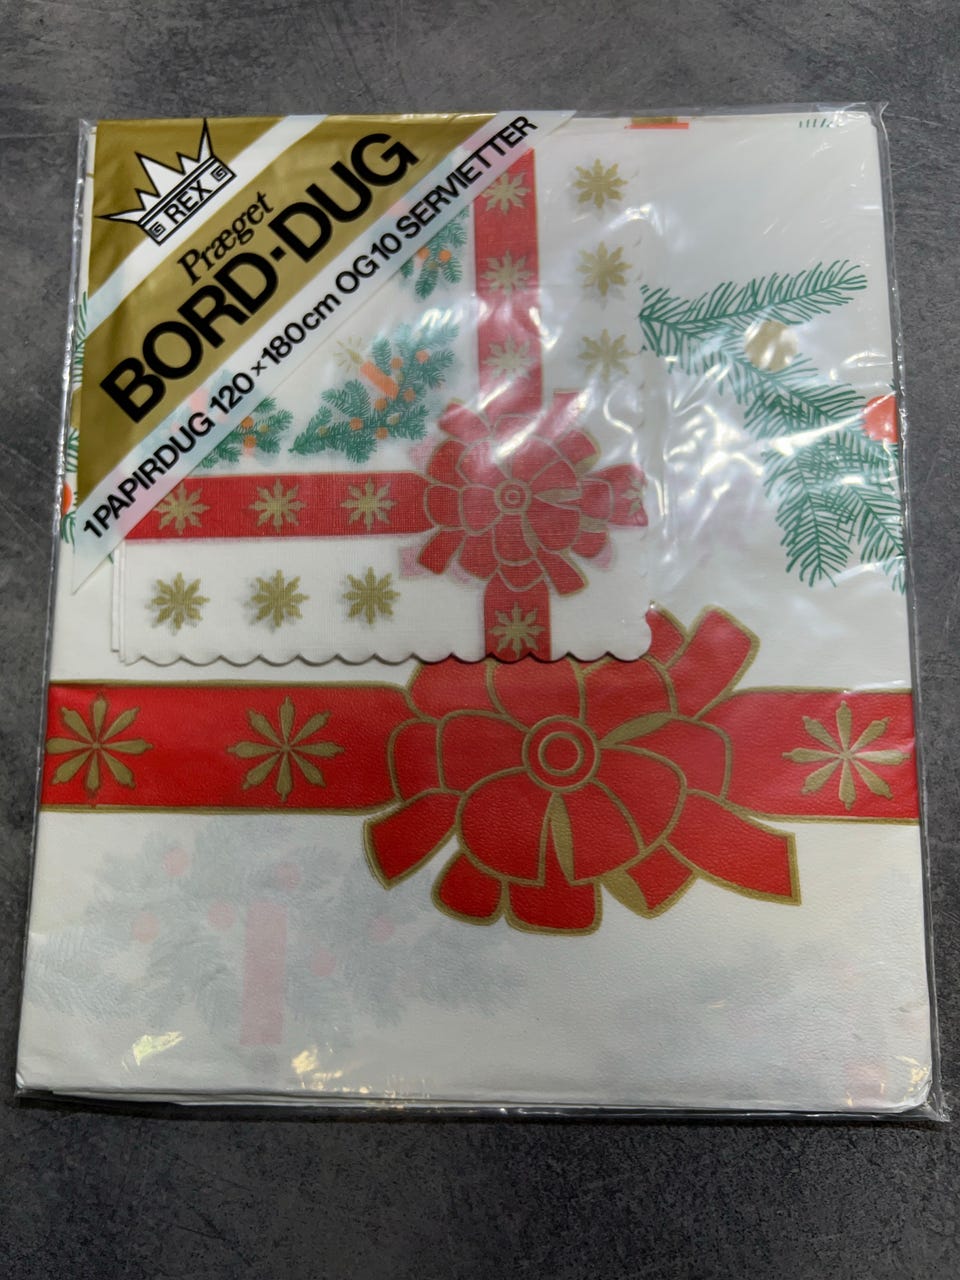 REX
Præget
BORD-DUG
1 PAPIRDUG 120×180cm OG 10 SERVIETTER